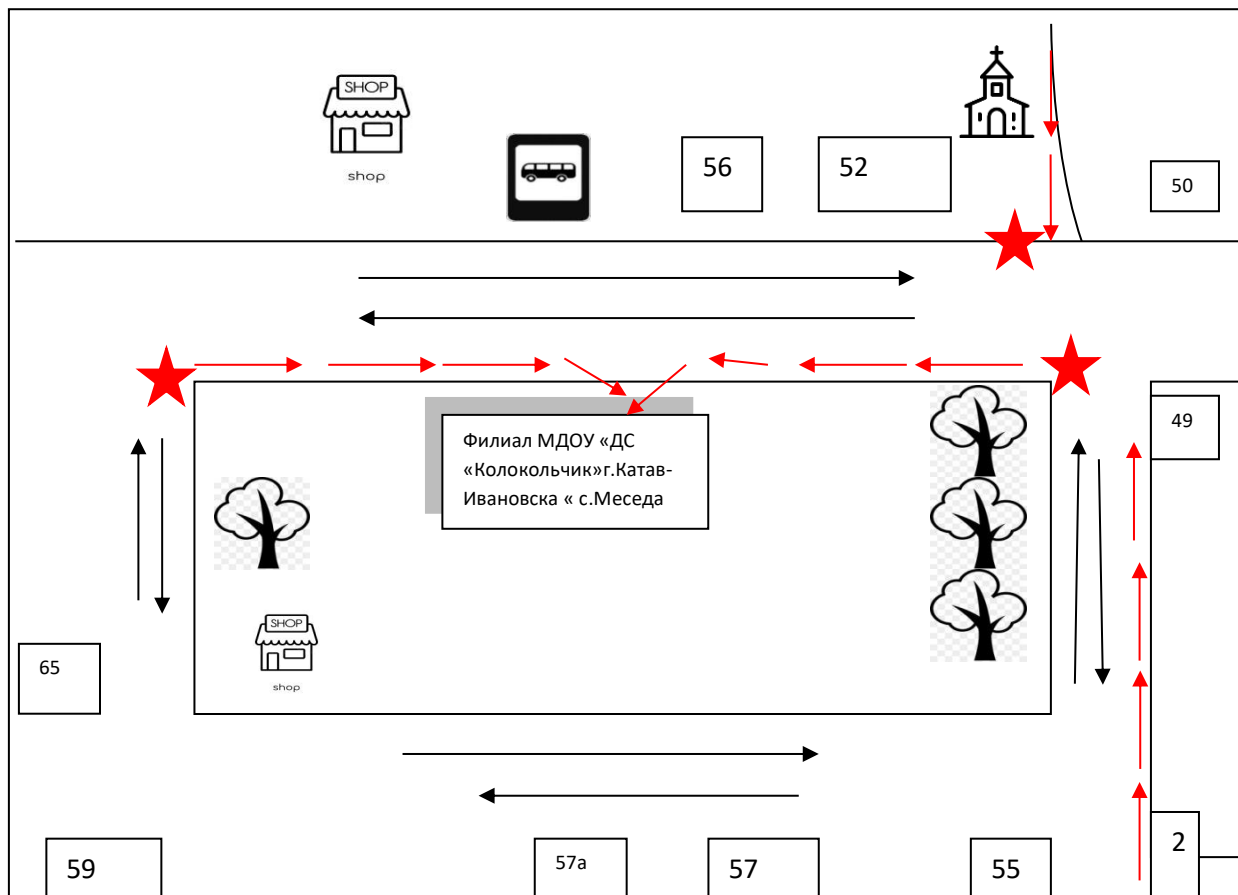 SHOP
shop
56
52
50
49
Филиал МДОУ «ДС
«Колокольчик»г.Катав-
Ивановска « с.Меседа
SHOP
shop
65
59
57а
57
55
2